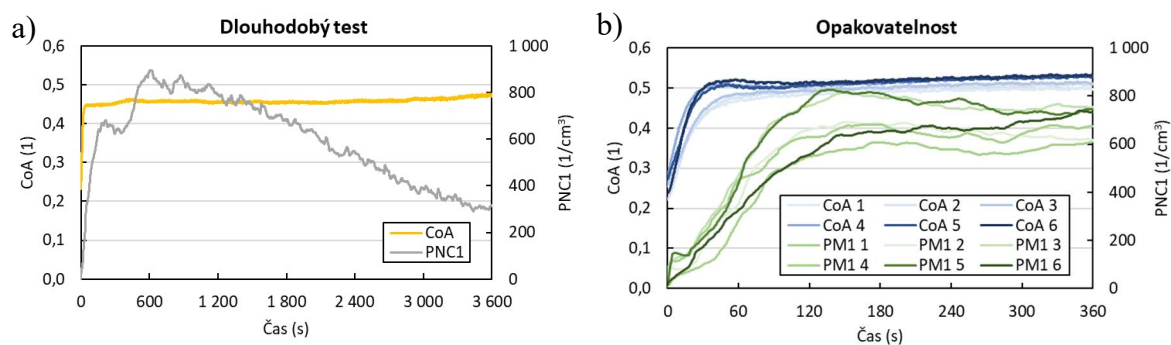 a)
Dlouhodobý test
CoA (1)
0,6
0,5
0,4
0,3
0,2
0,1
0,0
1 000
800
600
400
200
0
PNC1 (1/cm³)
CoA
PNC1
0 600 1 200 1 800 2 400 3 000 3 600
Čas (s)
b)
Opakovatelnost
CoA (1)
0,6
0,5
0,4
0,3
0,2
0,1
0,0
1 000
800
600
400
200
0
PNC1 (1/cm³)
CoA 1 CoA 2 CoA 3
CoA 4 CoA 5 CoA 6
PM1 1 PM1 2 PM1 3
PM1 4 PM1 5 PM1 6
0 60 120 180 240 300 360
Čas (s)